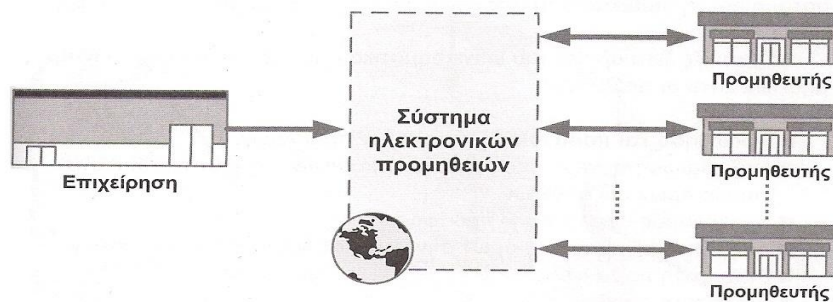 Προμηθευτής
Σύστημα
ηλεκτρονικών
προμηθειών
Επιχείρηση
Προμηθευτής
Προμηθευτής